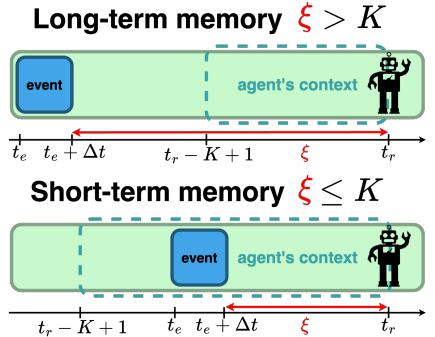 Long-term memory ξ > K
event
agent's context
t_e t_e + Δt t_r − K + 1 ξ t_r
Short-term memory ξ ≤ K
event
agent's context
t_r − K + 1 t_e t_e + Δt ξ t_r